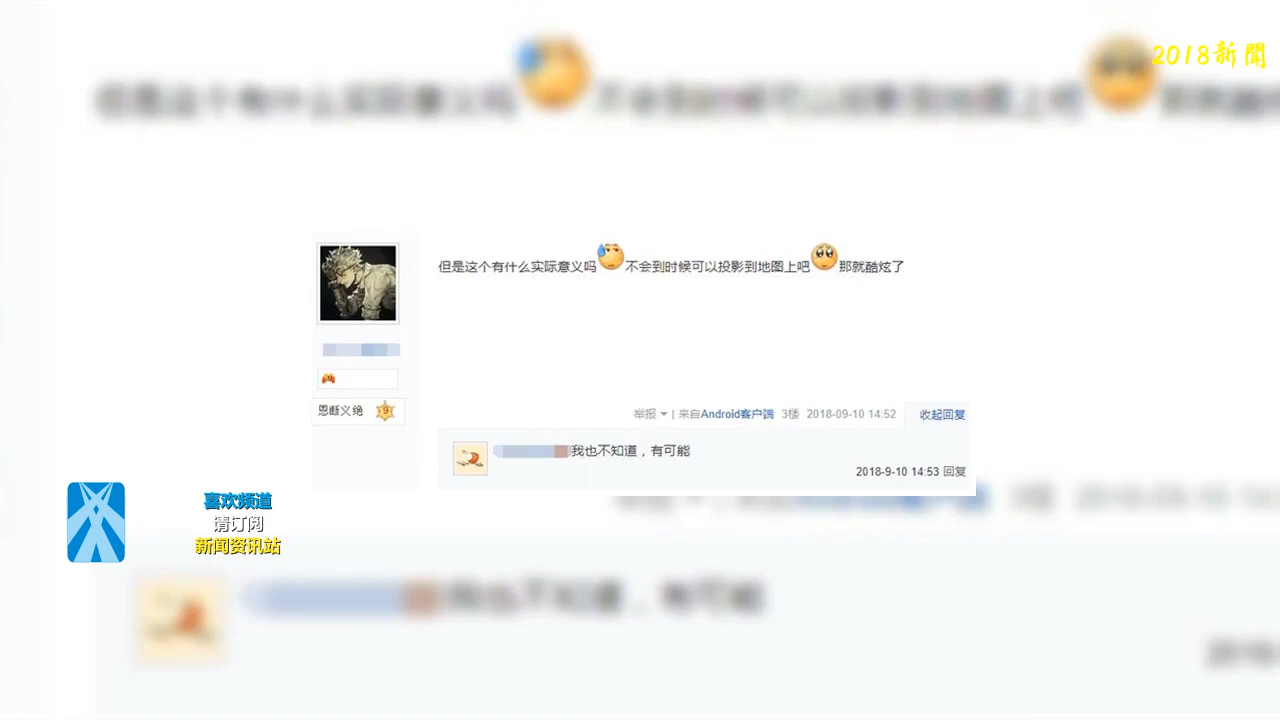 2018新聞
但是这个有什么实际意义吗 不会到时候可以投影到地图上吧 那就酷炫了
恩断义绝 9
举报 | 来自Android客户端 3楼 2018-09-10 14:52 收起回复
我也不知道，有可能
2018-9-10 14:53 回复
喜欢频道
请订阅
新闻资讯站